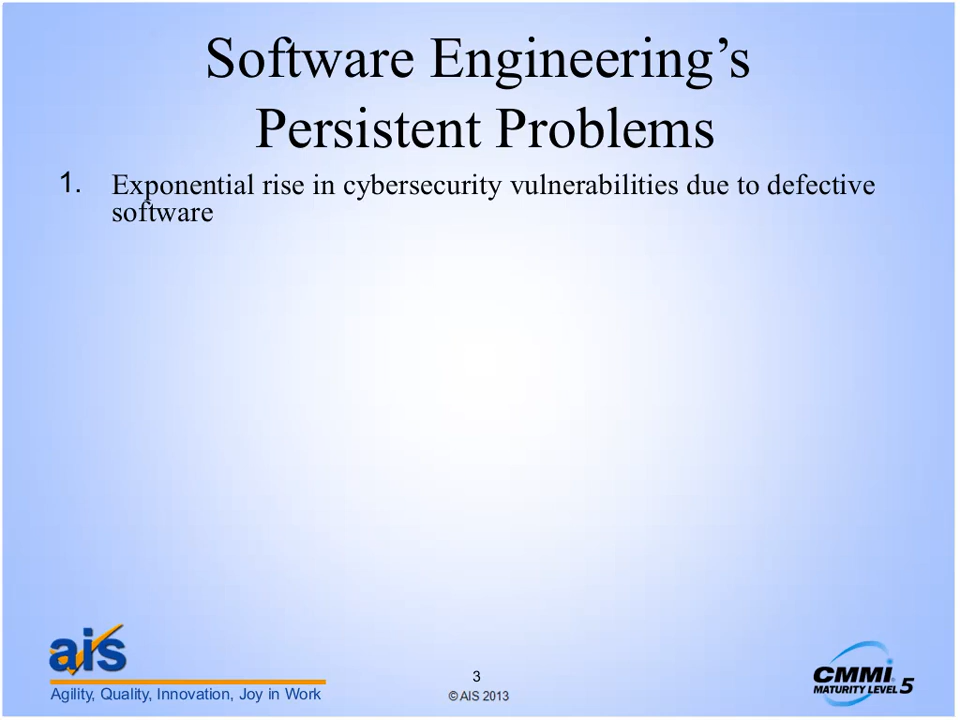 Software Engineering’s
Persistent Problems
1. Exponential rise in cybersecurity vulnerabilities due to defective
software
ais
Agility, Quality, Innovation, Joy in Work
3
© AIS 2013
CMMI
MATURITY LEVEL 5